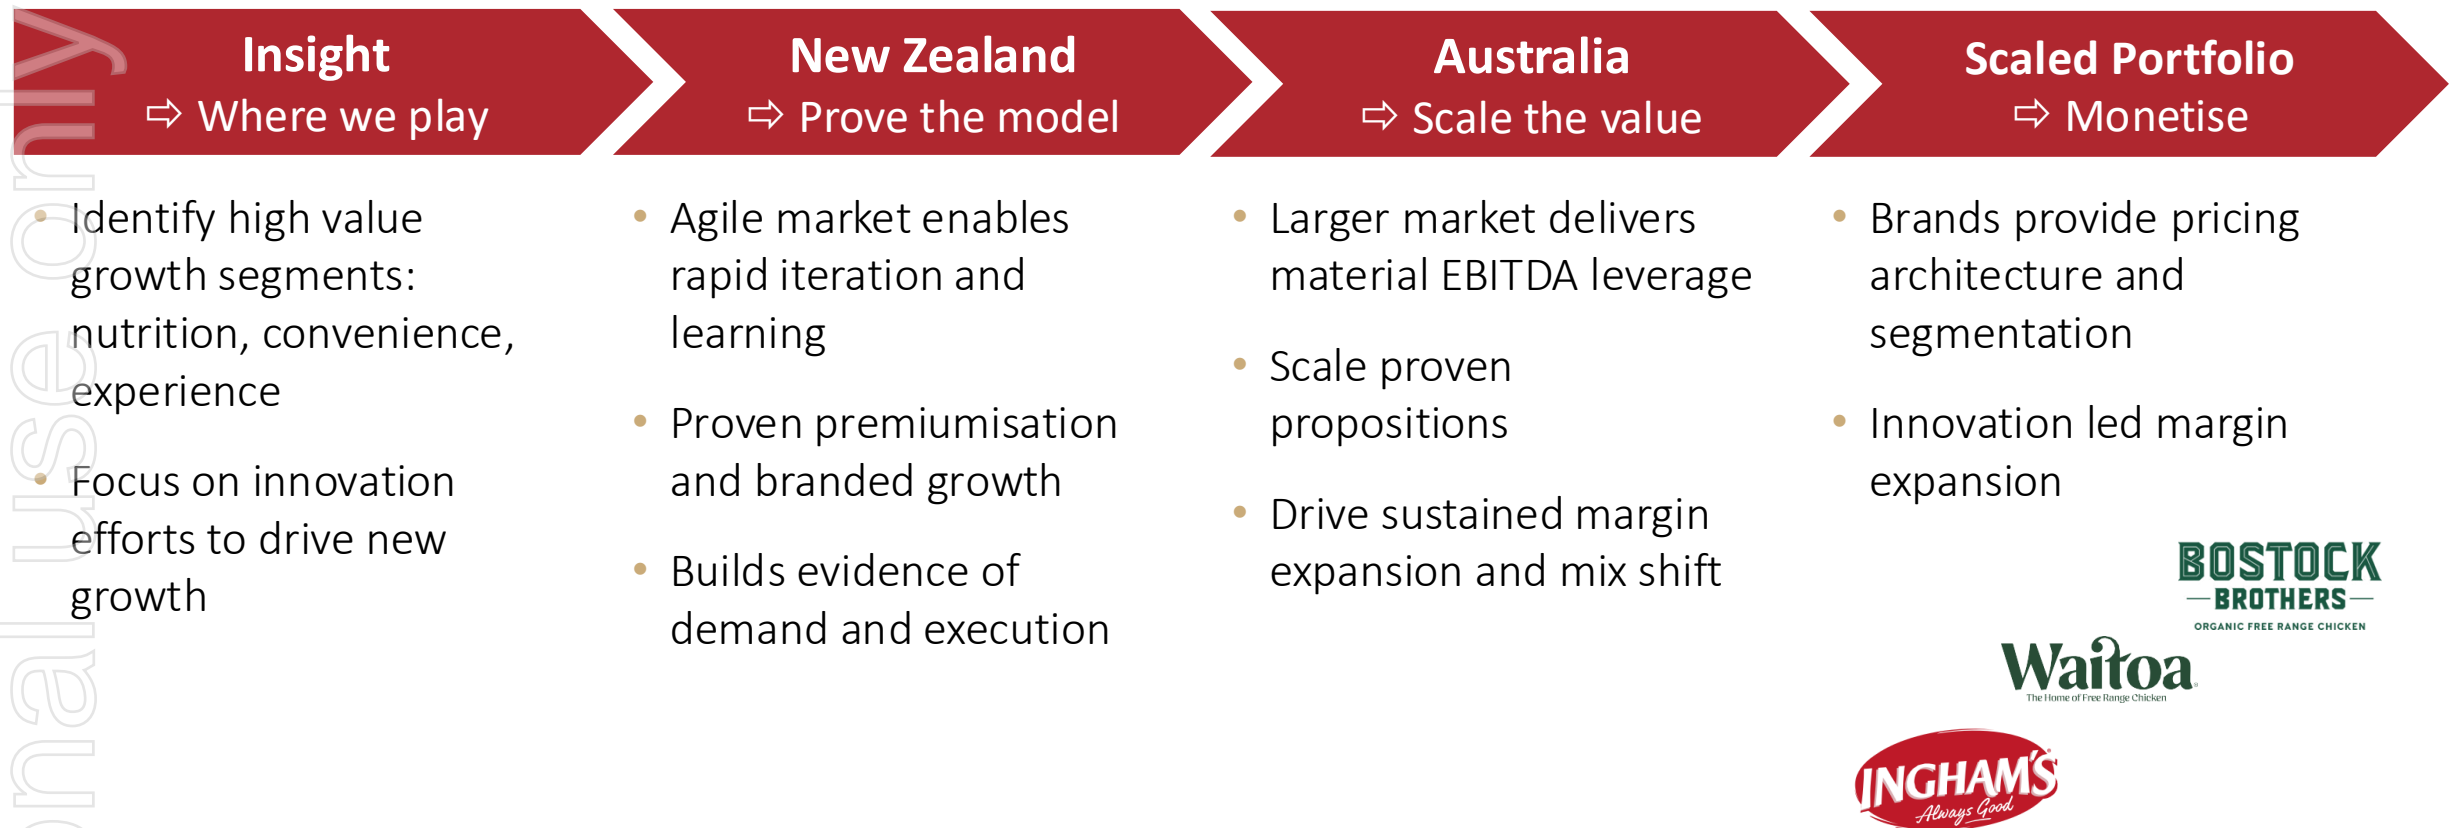 Insight
⇨ Where we play
• Identify high value
growth segments:
nutrition, convenience,
experience
• Focus on innovation
efforts to drive new
growth
New Zealand
⇨ Prove the model
• Agile market enables
rapid iteration and
learning
• Proven premiumisation
and branded growth
• Builds evidence of
demand and execution
Australia
⇨ Scale the value
• Larger market delivers
material EBITDA leverage
• Scale proven
propositions
• Drive sustained margin
expansion and mix shift
Scaled Portfolio
⇨ Monetise
• Brands provide pricing
architecture and
segmentation
• Innovation led margin
expansion
BOSTOCK
BROTHERS
ORGANIC FREE RANGE CHICKEN
Waitoa
The Home of Free Range Chicken
INGHAM'S
Always Good
onal use only